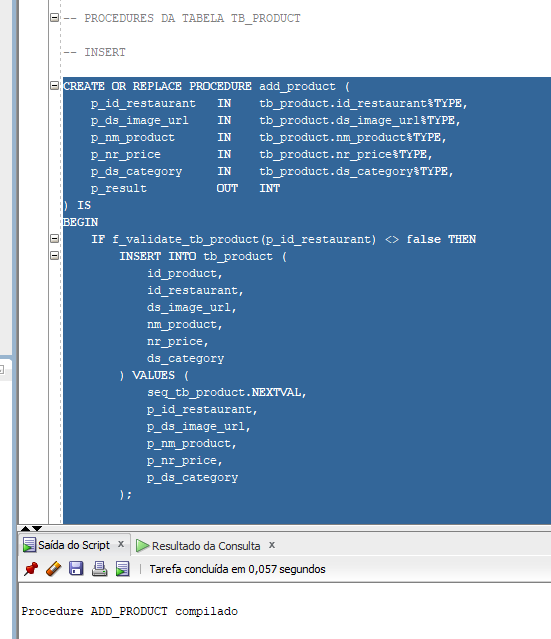 -- PROCEDURES DA TABELA TB_PRODUCT
-- INSERT
CREATE OR REPLACE PROCEDURE add_product (
    p_id_restaurant   IN    tb_product.id_restaurant%TYPE,
    p_ds_image_url    IN    tb_product.ds_image_url%TYPE,
    p_nm_product      IN    tb_product.nm_product%TYPE,
    p_nr_price        IN    tb_product.nr_price%TYPE,
    p_ds_category     IN    tb_product.ds_category%TYPE,
    p_result          OUT   INT
) IS
BEGIN
    IF f_validate_tb_product(p_id_restaurant) <> false THEN
        INSERT INTO tb_product (
            id_product,
            id_restaurant,
            ds_image_url,
            nm_product,
            nr_price,
            ds_category
        ) VALUES (
            seq_tb_product.NEXTVAL,
            p_id_restaurant,
            p_ds_image_url,
            p_nm_product,
            p_nr_price,
            p_ds_category
        );
Saída do Script x Resultado da Consulta x
Tarefa concluída em 0,057 segundos
Procedure ADD_PRODUCT compilado